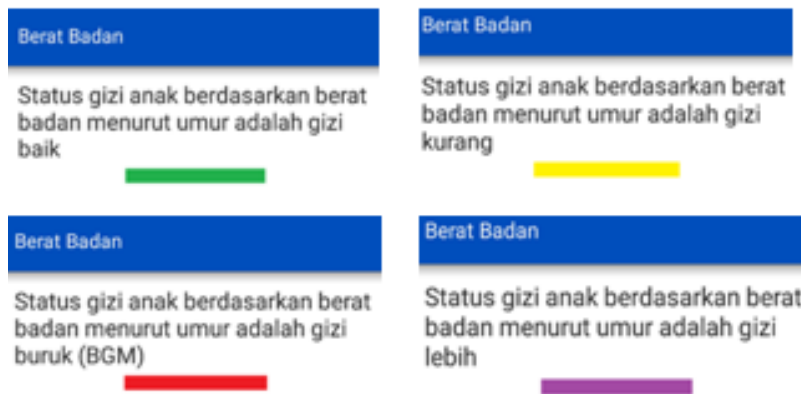 Berat Badan
Status gizi anak berdasarkan berat
badan menurut umur adalah gizi
baik
Berat Badan
Status gizi anak berdasarkan berat
badan menurut umur adalah gizi
kurang
Berat Badan
Status gizi anak berdasarkan berat
badan menurut umur adalah gizi
buruk (BGM)
Berat Badan
Status gizi anak berdasarkan berat
badan menurut umur adalah gizi
lebih